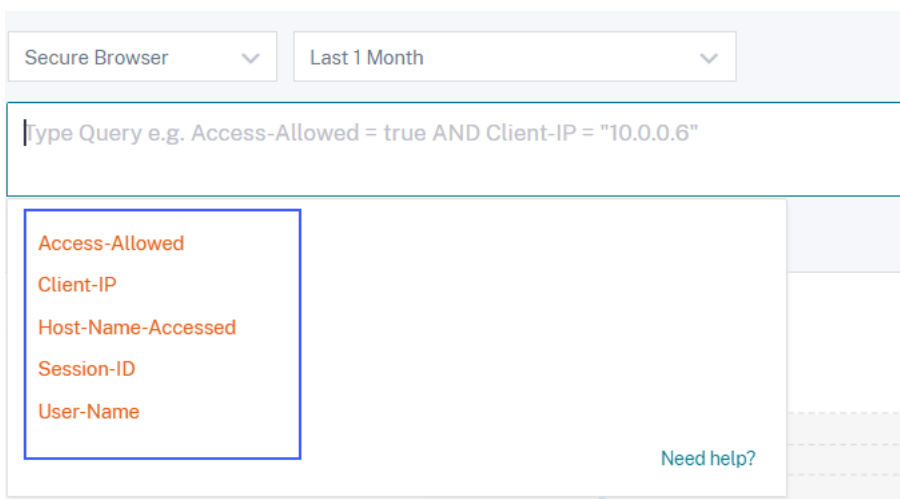 Secure Browser
Last 1 Month
Type Query e.g. Access-Allowed = true AND Client-IP = "10.0.0.6"
Access-Allowed
Client-IP
Host-Name-Accessed
Session-ID
User-Name
Need help?